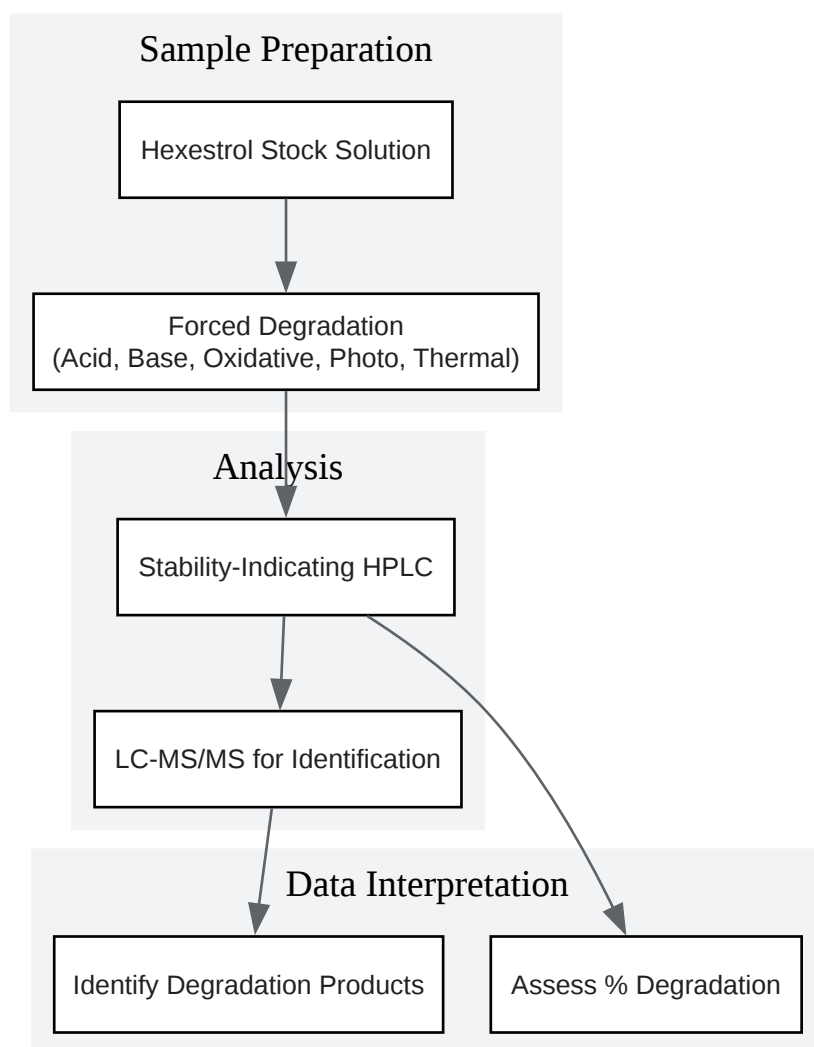 Sample Preparation
Hexestrol Stock Solution
Forced Degradation
(Acid, Base, Oxidative, Photo, Thermal)
Analysis
Stability-Indicating HPLC
LC-MS/MS for Identification
Data Interpretation
Identify Degradation Products
Assess % Degradation